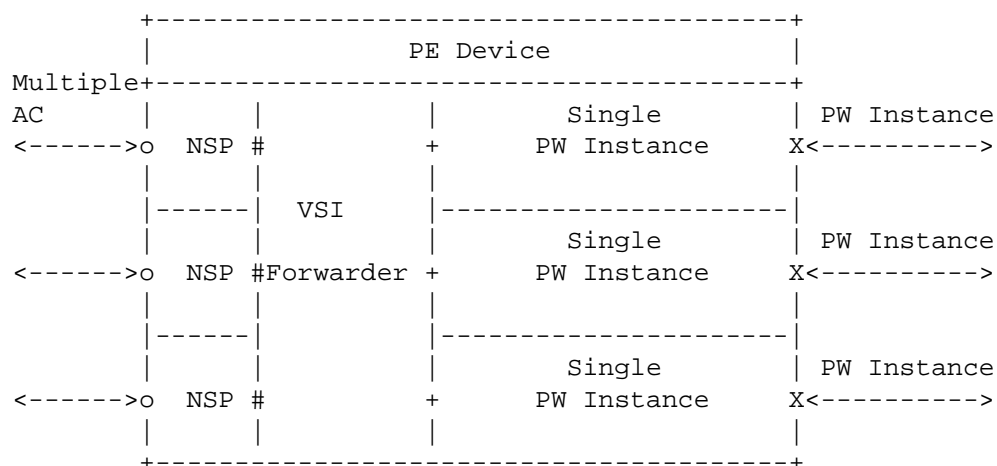 PE Device
Multiple
AC Single PW Instance
<------>o NSP # + PW Instance X<---------->
VSI
Single PW Instance
<------>o NSP #Forwarder + PW Instance X<---------->
Single PW Instance
<------>o NSP # + PW Instance X<---------->